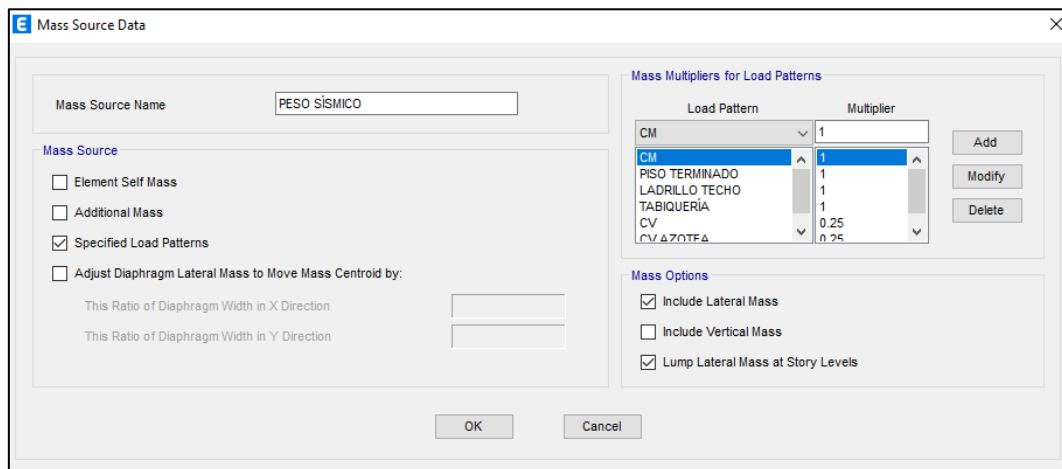 E Mass Source Data
Mass Source Name PESO SÍSMICO
Mass Source
Element Self Mass
Additional Mass
Specified Load Patterns
Adjust Diaphragm Lateral Mass to Move Mass Centroid by:
This Ratio of Diaphragm Width in X Direction
This Ratio of Diaphragm Width in Y Direction
Mass Multipliers for Load Patterns
Load Pattern Multiplier
CM 1
CM 1
PISO TERMINADO 1
LADRILLO TECHO 1
TABIQUERÍA 1
CV 0.25
CV AZOTEA 0.25
Add
Modify
Delete
Mass Options
Include Lateral Mass
Include Vertical Mass
Lump Lateral Mass at Story Levels
OK Cancel